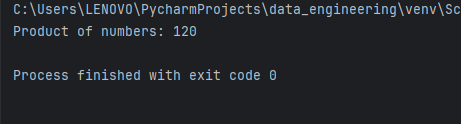 C:\Users\LENOVO\PycharmProjects\data_engineering\venv\Sc
Product of numbers: 120
Process finished with exit code 0